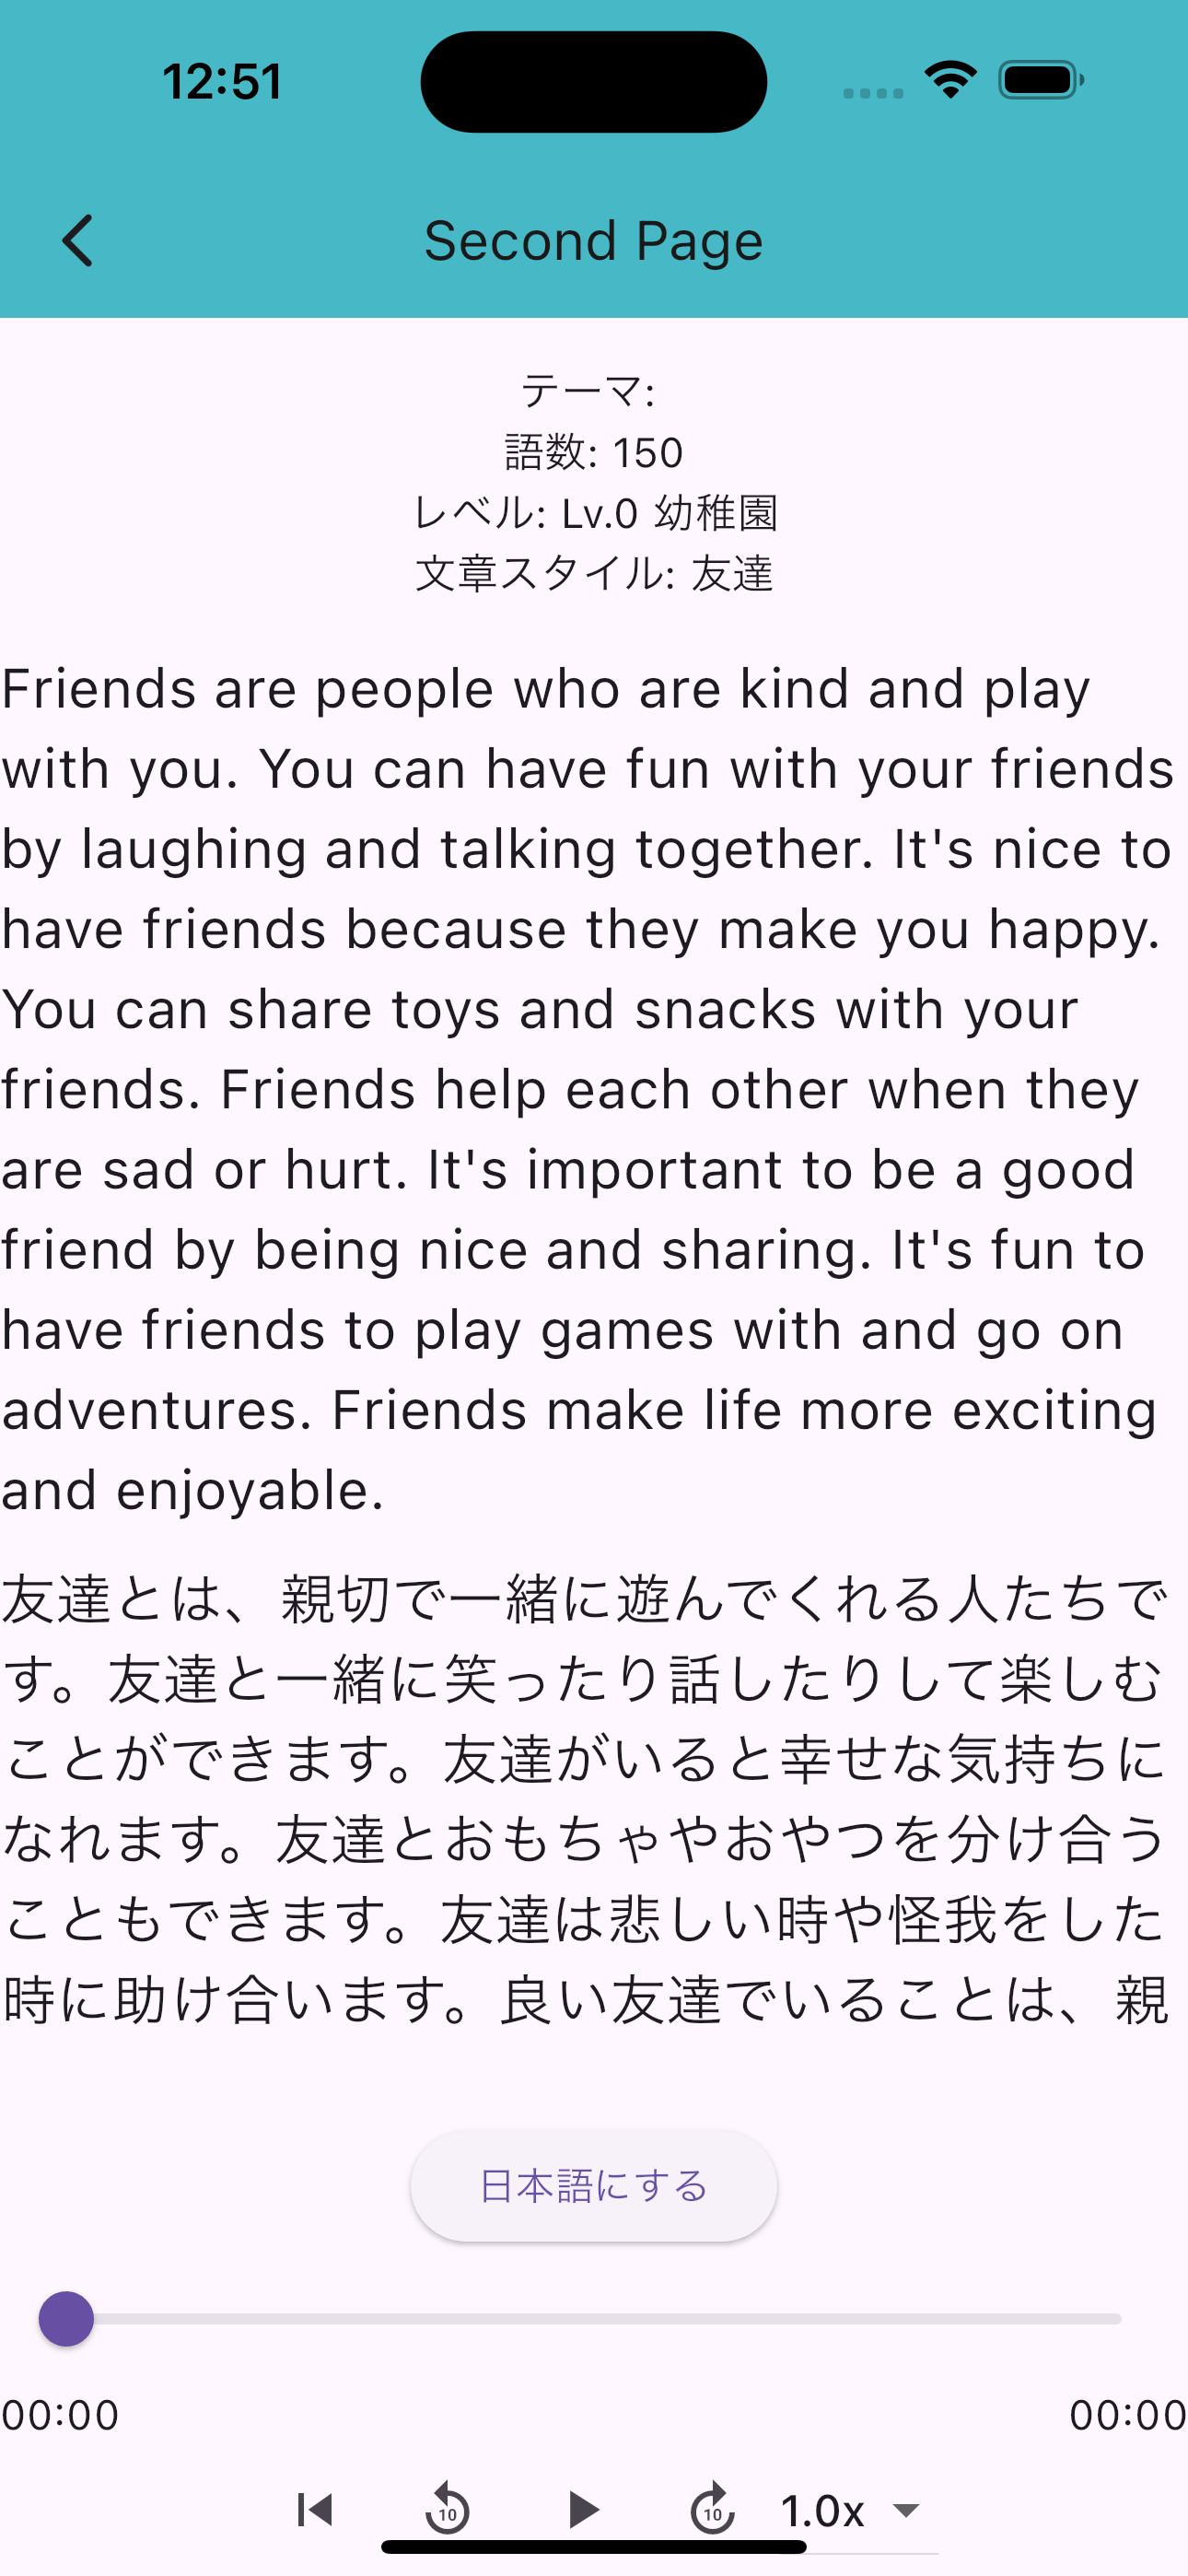 12:51
Second Page
テーマ:
語数: 150
レベル: Lv.0 幼稚園
文章スタイル: 友達
Friends are people who are kind and play
with you. You can have fun with your friends
by laughing and talking together. It's nice to
have friends because they make you happy.
You can share toys and snacks with your
friends. Friends help each other when they
are sad or hurt. It's important to be a good
friend by being nice and sharing. It's fun to
have friends to play games with and go on
adventures. Friends make life more exciting
and enjoyable.
友達とは、親切で一緒に遊んでくれる人たちで
す。友達と一緒に笑ったり話したりして楽しむ
ことができます。友達がいると幸せな気持ちに
なれます。友達とおもちゃやおやつを分け合う
こともできます。友達は悲しい時や怪我をした
時に助け合います。良い友達でいることは、親
日本語にする
00:00 00:00
10 10 1.0x